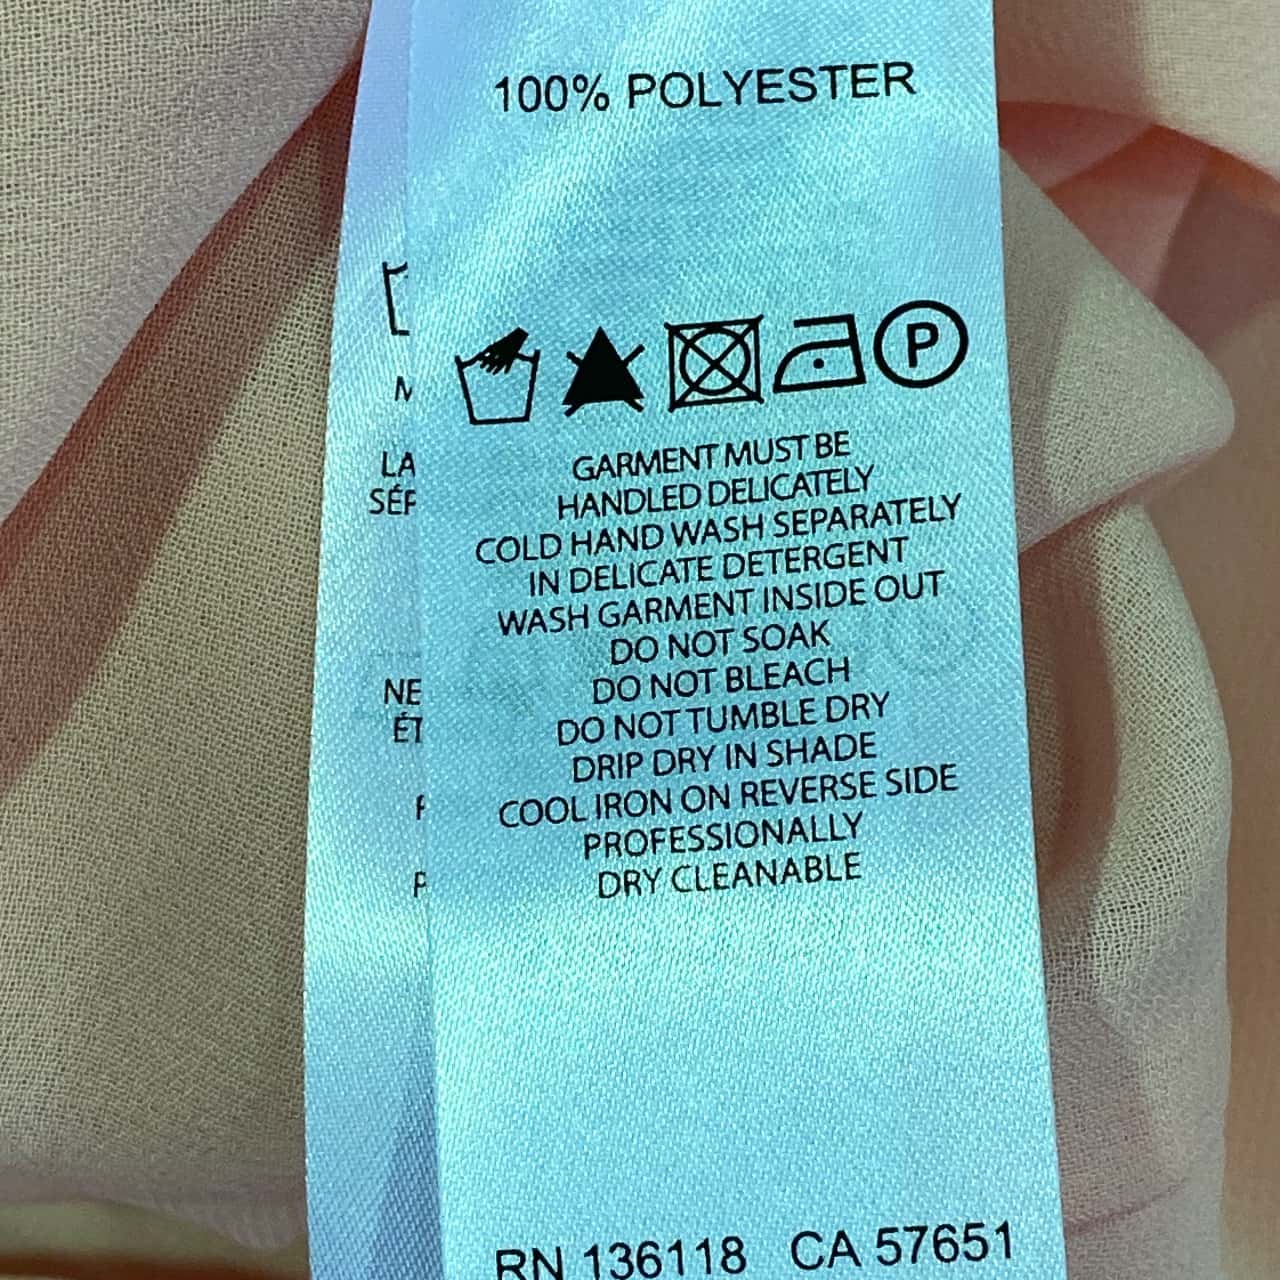 100% POLYESTER
P
GARMENT MUST BE
HANDLED DELICATELY
COLD HAND WASH SEPARATELY
IN DELICATE DETERGENT
WASH GARMENT INSIDE OUT
DO NOT SOAK
DO NOT BLEACH
DO NOT TUMBLE DRY
DRIP DRY IN SHADE
COOL IRON ON REVERSE SIDE
PROFESSIONALLY
DRY CLEANABLE
RN 136118 CA 57651
LA
NE